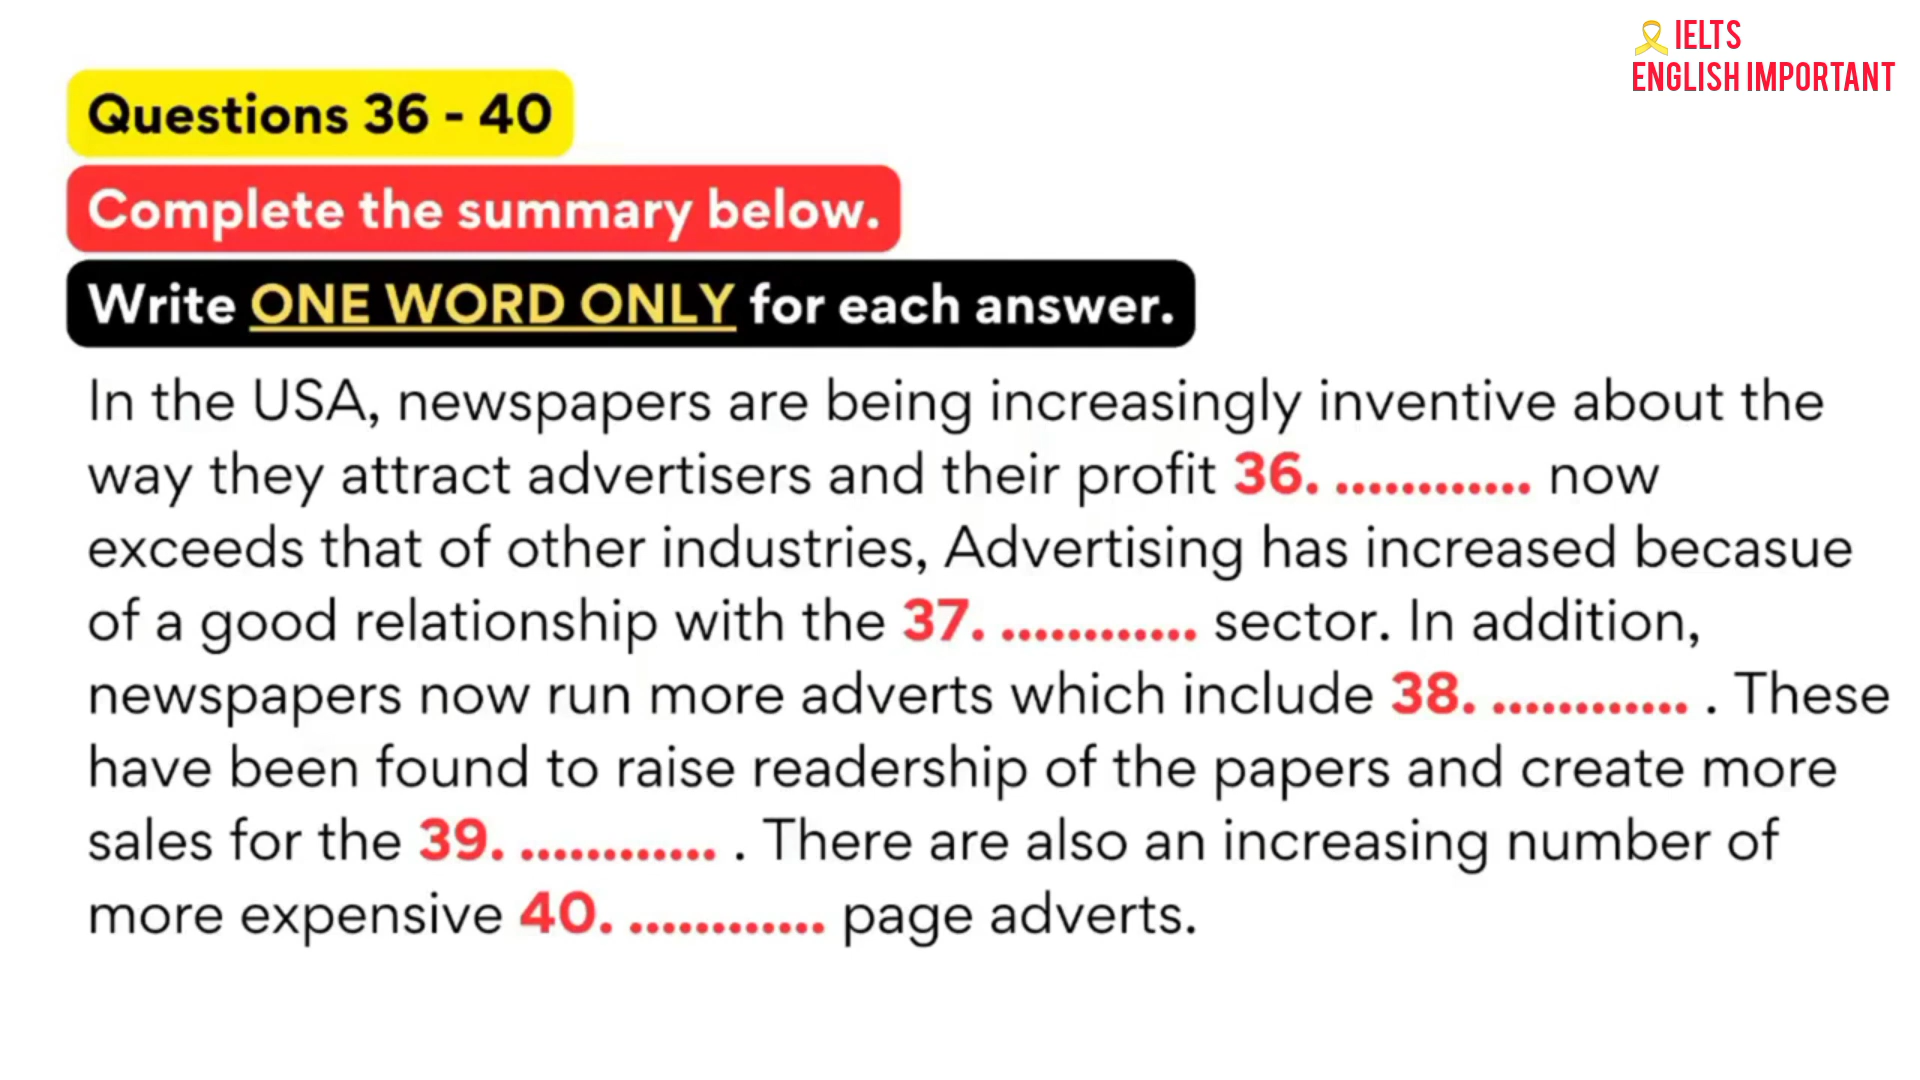 IELTS
ENGLISH IMPORTANT
Questions 36 - 40
Complete the summary below.
Write ONE WORD ONLY for each answer.
In the USA, newspapers are being increasingly inventive about the
way they attract advertisers and their profit 36. ............ now
exceeds that of other industries, Advertising has increased becasue
of a good relationship with the 37. ............ sector. In addition,
newspapers now run more adverts which include 38. ............ . These
have been found to raise readership of the papers and create more
sales for the 39. ............ . There are also an increasing number of
more expensive 40. ............ page adverts.